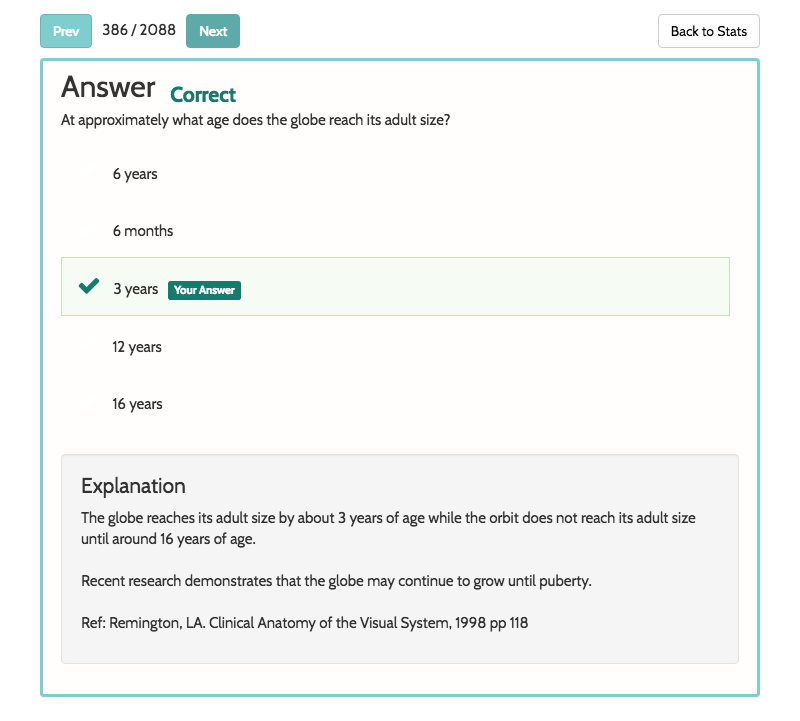 Prev 386 / 2088 Next Back to Stats
Answer Correct
At approximately what age does the globe reach its adult size?
6 years
6 months
3 years Your Answer
12 years
16 years
Explanation
The globe reaches its adult size by about 3 years of age while the orbit does not reach its adult size
until around 16 years of age.
Recent research demonstrates that the globe may continue to grow until puberty.
Ref: Remington, LA. Clinical Anatomy of the Visual System, 1998 pp 118